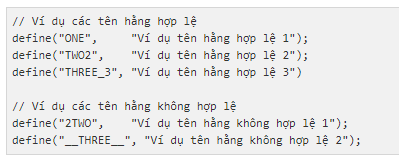 // Ví dụ các tên hằng hợp lệ
define("ONE",     "Ví dụ tên hằng hợp lệ 1");
define("TWO2",    "Ví dụ tên hằng hợp lệ 2");
define("THREE_3", "Ví dụ tên hằng hợp lệ 3")
// Ví dụ các tên hằng không hợp lệ
define("2TWO",    "Ví dụ tên hằng không hợp lệ 1");
define("__THREE__", "Ví dụ tên hằng không hợp lệ 2");